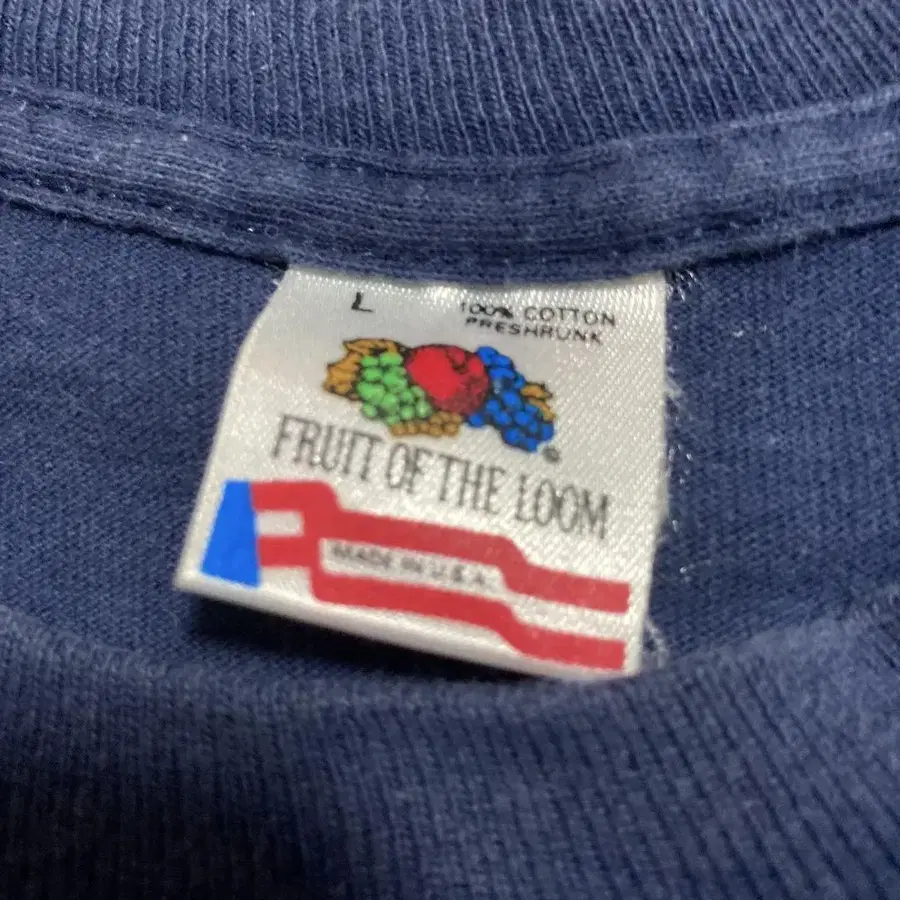 L
100% COTTON
PRESHRUNK
®
FRUIT OF THE LOOM
MADE IN U.S.A.